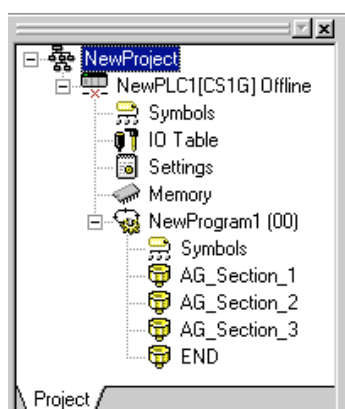 NewProject
NewPLC1[CS1G] Offline
Symbols
IO Table
Settings
Memory
NewProgram1 (00)
Symbols
AG_Section_1
AG_Section_2
AG_Section_3
END
Project